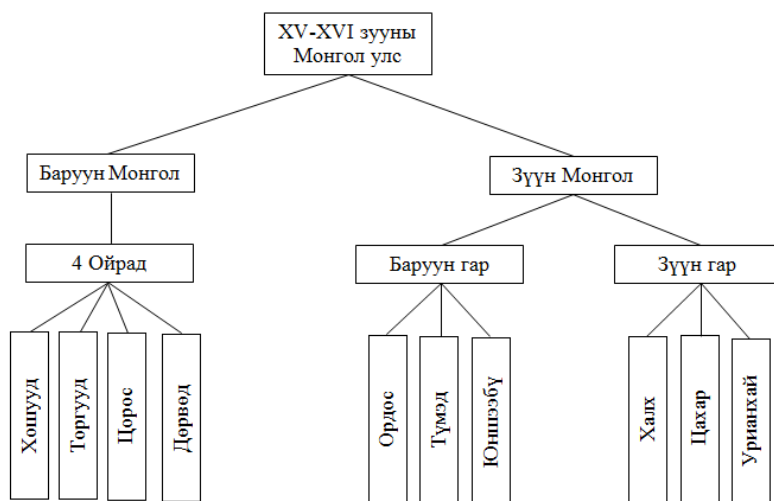 XV-XVI зууны
Монгол улс
Баруун Монгол
Зүүн Монгол
4 Ойрад
Баруун гар
Зүүн гар
Хошууд
Торгууд
Цорос
Дөрвөд
Ордос
Түмэд
Юншээбү
Халх
Цахар
Урианхай